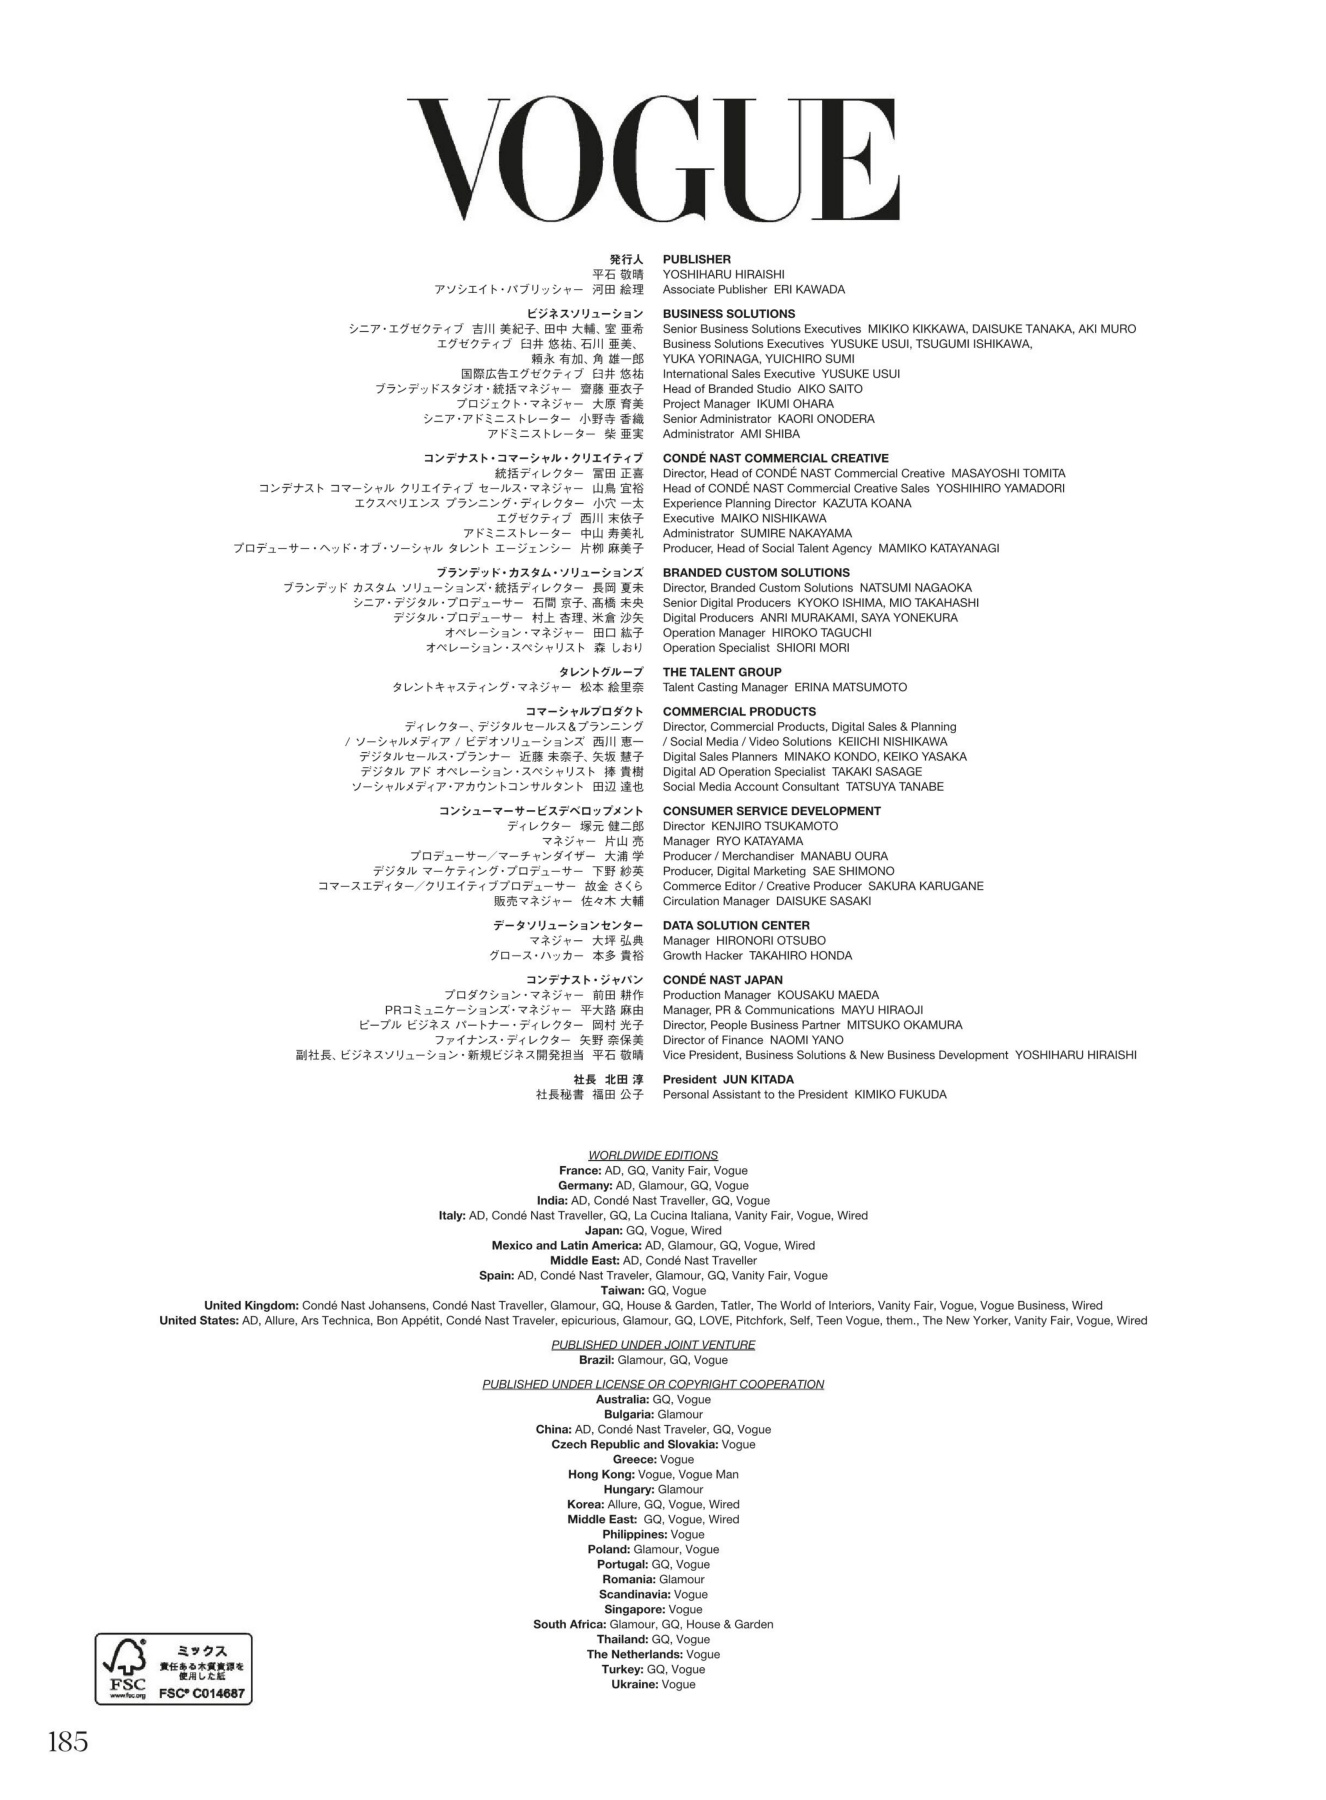 VOGUE
発行人 PUBLISHER
平石 敬晴 YOSHIHARU HIRAISHI
アソシエイト・パブリッシャー 河田 絵理 Associate Publisher ERI KAWADA
ビジネスソリューション BUSINESS SOLUTIONS
シニア・エグゼクティブ 吉川 美紀子、田中 大輔、室 亜希 Senior Business Solutions Executives MIKIKO KIKKAWA, DAISUKE TANAKA, AKI MURO
エグゼクティブ 臼井 悠祐、石川 亜美、 Business Solutions Executives YUSUKE USUI, TSUGUMI ISHIKAWA,
頼永 有加、角 雄一郎 YUKA YORINAGA, YUICHIRO SUMI
国際広告エグゼクティブ 臼井 悠祐 International Sales Executive YUSUKE USUI
ブランデッドスタジオ・統括マネジャー 齋藤 亜衣子 Head of Branded Studio AIKO SAITO
プロジェクト・マネジャー 大原 育美 Project Manager IKUMI OHARA
シニア・アドミニストレーター 小野寺 香織 Senior Administrator KAORI ONODERA
アドミニストレーター 柴 亜実 Administrator AMI SHIBA
コンデナスト・コマーシャル・クリエイティブ CONDÉ NAST COMMERCIAL CREATIVE
統括ディレクター 冨田 正喜 Director, Head of CONDÉ NAST Commercial Creative MASAYOSHI TOMITA
コンデナスト コマーシャル クリエイティブ セールス・マネジャー 山鳥 宜裕 Head of CONDÉ NAST Commercial Creative Sales YOSHIHIRO YAMADORI
エクスペリエンス プランニング・ディレクター 小穴 一太 Experience Planning Director KAZUTA KOANA
エグゼクティブ 西川 末依子 Executive MAIKO NISHIKAWA
アドミニストレーター 中山 寿美礼 Administrator SUMIRE NAKAYAMA
プロデューサー・ヘッド・オブ・ソーシャル タレント エージェンシー 片栁 麻美子 Producer, Head of Social Talent Agency MAMIKO KATAYANAGI
ブランデッド・カスタム・ソリューションズ BRANDED CUSTOM SOLUTIONS
ブランデッド カスタム ソリューションズ・統括ディレクター 長岡 夏未 Director, Branded Custom Solutions NATSUMI NAGAOKA
シニア・デジタル・プロデューサー 石間 京子、髙橋 未央 Senior Digital Producers KYOKO ISHIMA, MIO TAKAHASHI
デジタル・プロデューサー 村上 杏理、米倉 沙矢 Digital Producers ANRI MURAKAMI, SAYA YONEKURA
オペレーション・マネジャー 田口 紘子 Operation Manager HIROKO TAGUCHI
オペレーション・スペシャリスト 森 しおり Operation Specialist SHIORI MORI
タレントグループ THE TALENT GROUP
タレントキャスティング・マネジャー 松本 絵里奈 Talent Casting Manager ERINA MATSUMOTO
コマーシャルプロダクト COMMERCIAL PRODUCTS
ディレクター、デジタルセールス&プランニング Director, Commercial Products, Digital Sales & Planning
/ ソーシャルメディア / ビデオソリューションズ 西川 恵一 / Social Media / Video Solutions KEIICHI NISHIKAWA
デジタルセールス・プランナー 近藤 未奈子、矢坂 慧子 Digital Sales Planners MINAKO KONDO, KEIKO YASAKA
デジタル アド オペレーション・スペシャリスト 捧 貴樹 Digital AD Operation Specialist TAKAKI SASAGE
ソーシャルメディア・アカウントコンサルタント 田辺 達也 Social Media Account Consultant TATSUYA TANABE
コンシューマーサービスデベロップメント CONSUMER SERVICE DEVELOPMENT
ディレクター 塚元 健二郎 Director KENJIRO TSUKAMOTO
マネジャー 片山 亮 Manager RYO KATAYAMA
プロデューサー／マーチャンダイザー 大浦 学 Producer / Merchandiser MANABU OURA
デジタル マーケティング・プロデューサー 下野 紗英 Producer, Digital Marketing SAE SHIMONO
コマースエディター／クリエイティブプロデューサー 故金 さくら Commerce Editor / Creative Producer SAKURA KARUGANE
販売マネジャー 佐々木 大輔 Circulation Manager DAISUKE SASAKI
データソリューションセンター DATA SOLUTION CENTER
マネジャー 大坪 弘典 Manager HIRONORI OTSUBO
グロース・ハッカー 本多 貴裕 Growth Hacker TAKAHIRO HONDA
コンデナスト・ジャパン CONDÉ NAST JAPAN
プロダクション・マネジャー 前田 耕作 Production Manager KOUSAKU MAEDA
PRコミュニケーションズ・マネジャー 平大路 麻由 Manager, PR & Communications MAYU HIRAOJI
ピープル ビジネス パートナー・ディレクター 岡村 光子 Director, People Business Partner MITSUKO OKAMURA
ファイナンス・ディレクター 矢野 奈保美 Director of Finance NAOMI YANO
副社長、ビジネスソリューション・新規ビジネス開発担当 平石 敬晴 Vice President, Business Solutions & New Business Development YOSHIHARU HIRAISHI
社長 北田 淳 President JUN KITADA
社長秘書 福田 公子 Personal Assistant to the President KIMIKO FUKUDA
WORLDWIDE EDITIONS
France: AD, GQ, Vanity Fair, Vogue
Germany: AD, Glamour, GQ, Vogue
India: AD, Condé Nast Traveller, GQ, Vogue
Italy: AD, Condé Nast Traveller, GQ, La Cucina Italiana, Vanity Fair, Vogue, Wired
Japan: GQ, Vogue, Wired
Mexico and Latin America: AD, Glamour, GQ, Vogue, Wired
Middle East: AD, Condé Nast Traveller
Spain: AD, Condé Nast Traveler, Glamour, GQ, Vanity Fair, Vogue
Taiwan: GQ, Vogue
United Kingdom: Condé Nast Johansens, Condé Nast Traveller, Glamour, GQ, House & Garden, Tatler, The World of Interiors, Vanity Fair, Vogue, Vogue Business, Wired
United States: AD, Allure, Ars Technica, Bon Appétit, Condé Nast Traveler, epicurious, Glamour, GQ, LOVE, Pitchfork, Self, Teen Vogue, them., The New Yorker, Vanity Fair, Vogue, Wired
PUBLISHED UNDER JOINT VENTURE
Brazil: Glamour, GQ, Vogue
PUBLISHED UNDER LICENSE OR COPYRIGHT COOPERATION
Australia: GQ, Vogue
Bulgaria: Glamour
China: AD, Condé Nast Traveler, GQ, Vogue
Czech Republic and Slovakia: Vogue
Greece: Vogue
Hong Kong: Vogue, Vogue Man
Hungary: Glamour
Korea: Allure, GQ, Vogue, Wired
Middle East: GQ, Vogue, Wired
Philippines: Vogue
Poland: Glamour, Vogue
Portugal: GQ, Vogue
Romania: Glamour
Scandinavia: Vogue
Singapore: Vogue
South Africa: Glamour, GQ, House & Garden
Thailand: GQ, Vogue
The Netherlands: Vogue
Turkey: GQ, Vogue
Ukraine: Vogue
FSC
www.fsc.org
ミックス
責任ある木質資源を
使用した紙
FSC® C014687
185